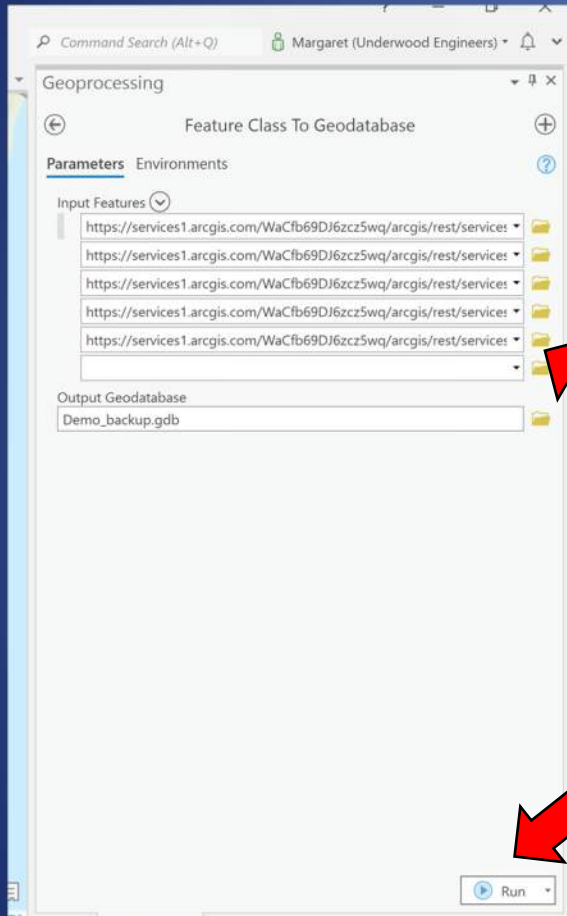 Command Search (Alt+Q) Margaret (Underwood Engineers)
Geoprocessing
Feature Class To Geodatabase
Parameters Environments
Input Features
https://services1.arcgis.com/WaCfb69DJ6zcz5wq/arcgis/rest/services
https://services1.arcgis.com/WaCfb69DJ6zcz5wq/arcgis/rest/services
https://services1.arcgis.com/WaCfb69DJ6zcz5wq/arcgis/rest/services
https://services1.arcgis.com/WaCfb69DJ6zcz5wq/arcgis/rest/services
https://services1.arcgis.com/WaCfb69DJ6zcz5wq/arcgis/rest/services
Output Geodatabase
Demo_backup.gdb
Run